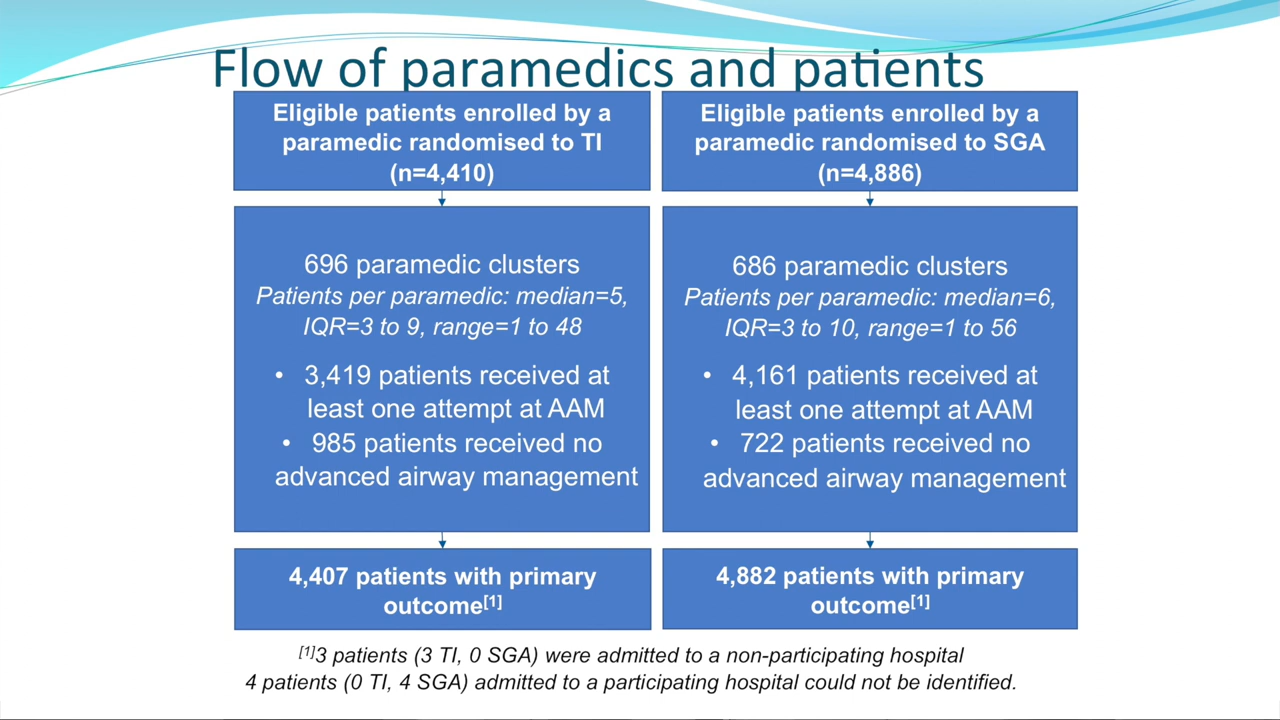 Flow of paramedics and patients
Eligible patients enrolled by a
paramedic randomised to TI
(n=4,410)
696 paramedic clusters
Patients per paramedic: median=5,
IQR=3 to 9, range=1 to 48
• 3,419 patients received at
least one attempt at AAM
• 985 patients received no
advanced airway management
4,407 patients with primary
outcome[1]
Eligible patients enrolled by a
paramedic randomised to SGA
(n=4,886)
686 paramedic clusters
Patients per paramedic: median=6,
IQR=3 to 10, range=1 to 56
• 4,161 patients received at
least one attempt at AAM
• 722 patients received no
advanced airway management
4,882 patients with primary
outcome[1]
[1]3 patients (3 TI, 0 SGA) were admitted to a non-participating hospital
4 patients (0 TI, 4 SGA) admitted to a participating hospital could not be identified.